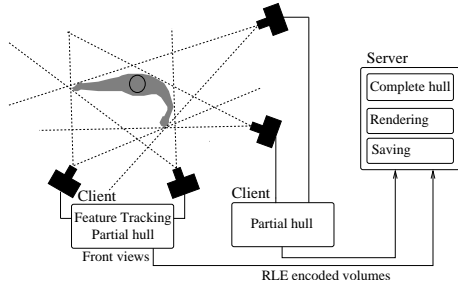 Server
Complete hull
Rendering
Saving
Client
Feature Tracking
Partial hull
Front views
Client
Partial hull
RLE encoded volumes